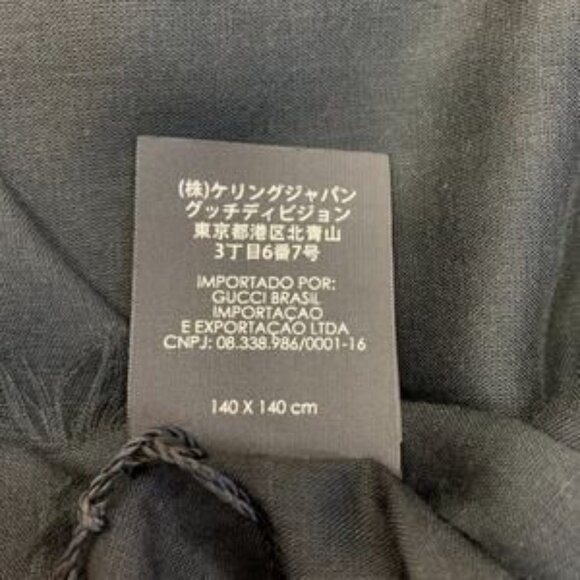 (株)ケリングジャパン
グッチディビジョン
東京都港区北青山
3丁目6番7号
IMPORTADO POR:
GUCCI BRASIL
IMPORTAÇAO
E EXPORTAÇAO LTDA
CNPJ: 08.338.986/0001-16
140 X 140 cm